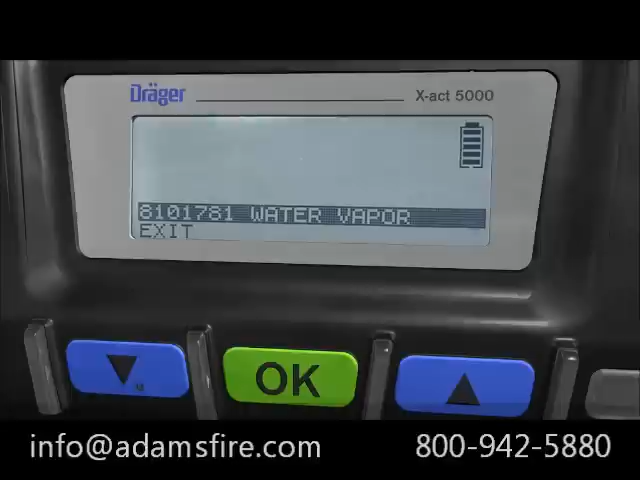 Dräger
X-act 5000
8101781 WATER VAPOR
EXIT
OK
info@adamsfire.com
800-942-5880